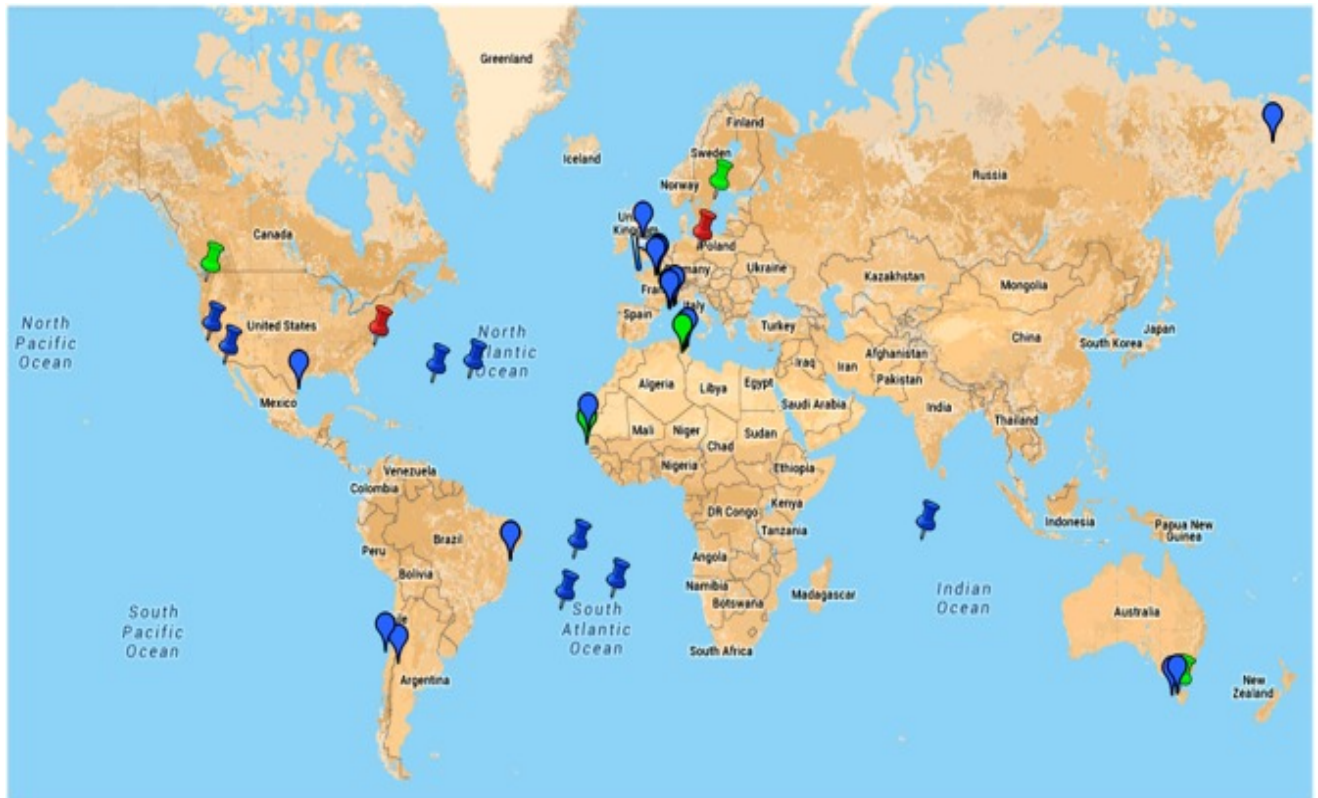 Greenland
Finland
Iceland
Sweden
Russia
Norway
Canada
Poland
Ukraine
Kazakhstan
Mongolia
North
Pacific
Ocean
United States
North
Ocean
Spain
Italy
Turkey
China
Japan
South Korea
Afghanistan
Iraq
Iran
Pakistan
Algeria
Libya
Egypt
Saudi Arabia
India
Mexico
Thailand
Mali
Niger
Chad
Sudan
Venezuela
Nigeria
Ethiopia
Colombia
DR Congo
Kenya
Indonesia
Papua New
Guinea
Brazil
Tanzania
Peru
Angola
Bolivia
Namibia
Botswana
Madagascar
Indian
Ocean
South
Pacific
Ocean
South
Atlantic
Ocean
Australia
South Africa
Argentina
New
Zealand